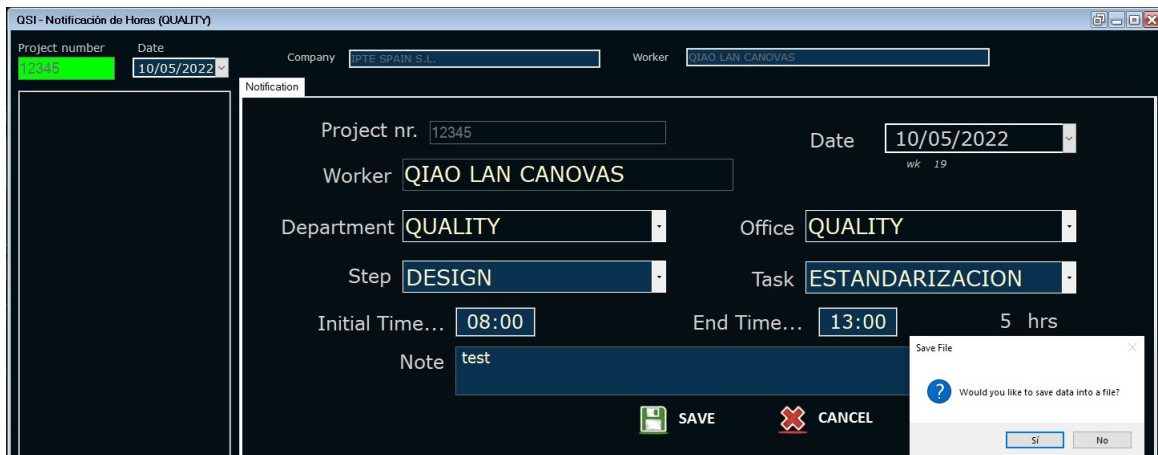 QSI - Notificación de Horas (QUALITY)
Project number Date
12345 10/05/2022
Company IPTE SPAIN S.L. Worker QIAO LAN CANOVAS
Notification
Project nr. 12345
Date 10/05/2022
wk 19
Worker QIAO LAN CANOVAS
Department QUALITY Office QUALITY
Step DESIGN Task ESTANDARIZACION
Initial Time... 08:00 End Time... 13:00 5 hrs
Note test
SAVE CANCEL
Save File
Would you like to save data into a file?
Sí No